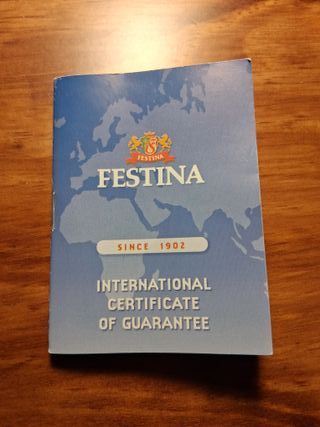 FESTINA
FESTINA
SINCE 1902
INTERNATIONAL
CERTIFICATE
OF GUARANTEE